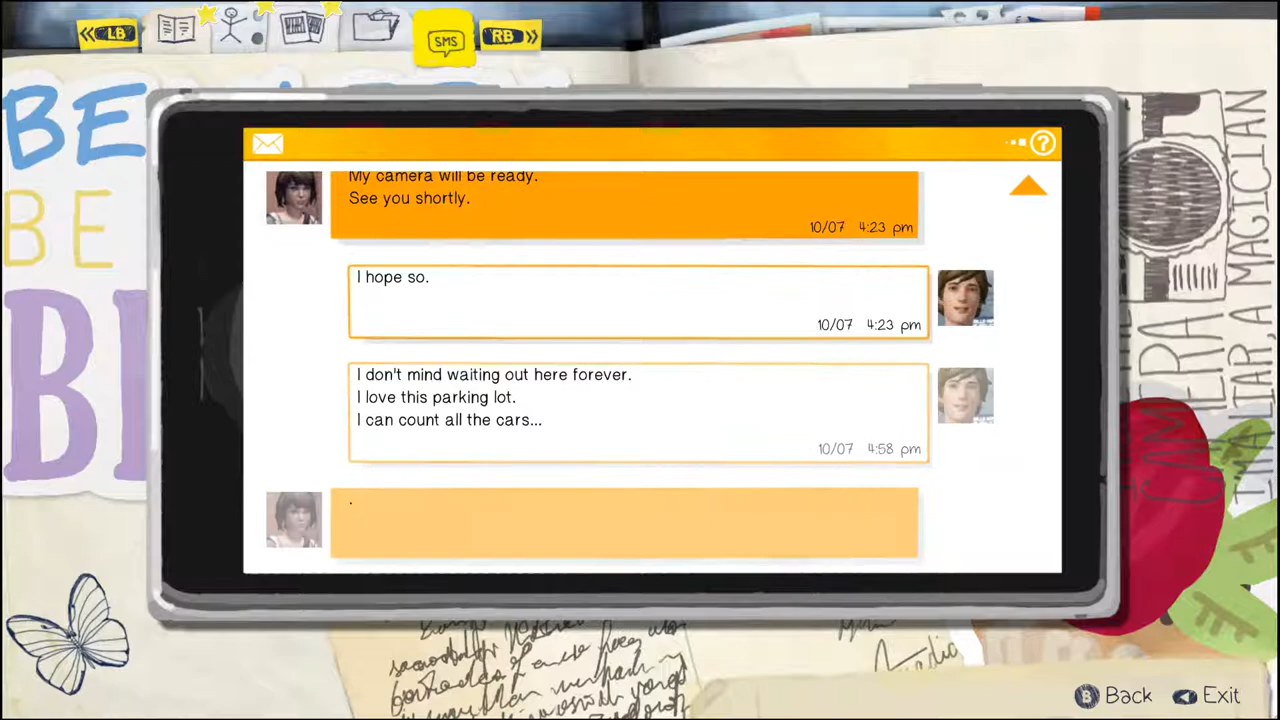 LB
SMS
RB
BE
BE
My camera will be ready.
See you shortly.
10/07 4:23 pm
I hope so.
10/07 4:23 pm
I don't mind waiting out here forever.
I love this parking lot.
I can count all the cars...
10/07 4:58 pm
.
CAMERA
LIAR, A MAGICIAN
B Back
Exit